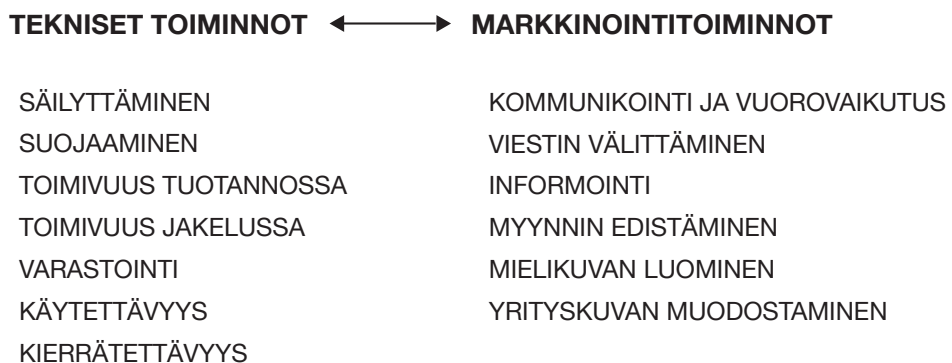 TEKNISET TOIMINNOT ⟷ MARKKINOINTITOIMINNOT
SÄILYTTÄMINEN
SUOJAAMINEN
TOIMIVUUS TUOTANNOSSA
TOIMIVUUS JAKELUSSA
VARASTOINTI
KÄYTETTÄVYYS
KIERRÄTETTÄVYYS
KOMMUNIKOINTI JA VUOROVAIKUTUS
VIESTIN VÄLITTÄMINEN
INFORMOINTI
MYYNNIN EDISTÄMINEN
MIELIKUVAN LUOMINEN
YRITYSKUVAN MUODOSTAMINEN